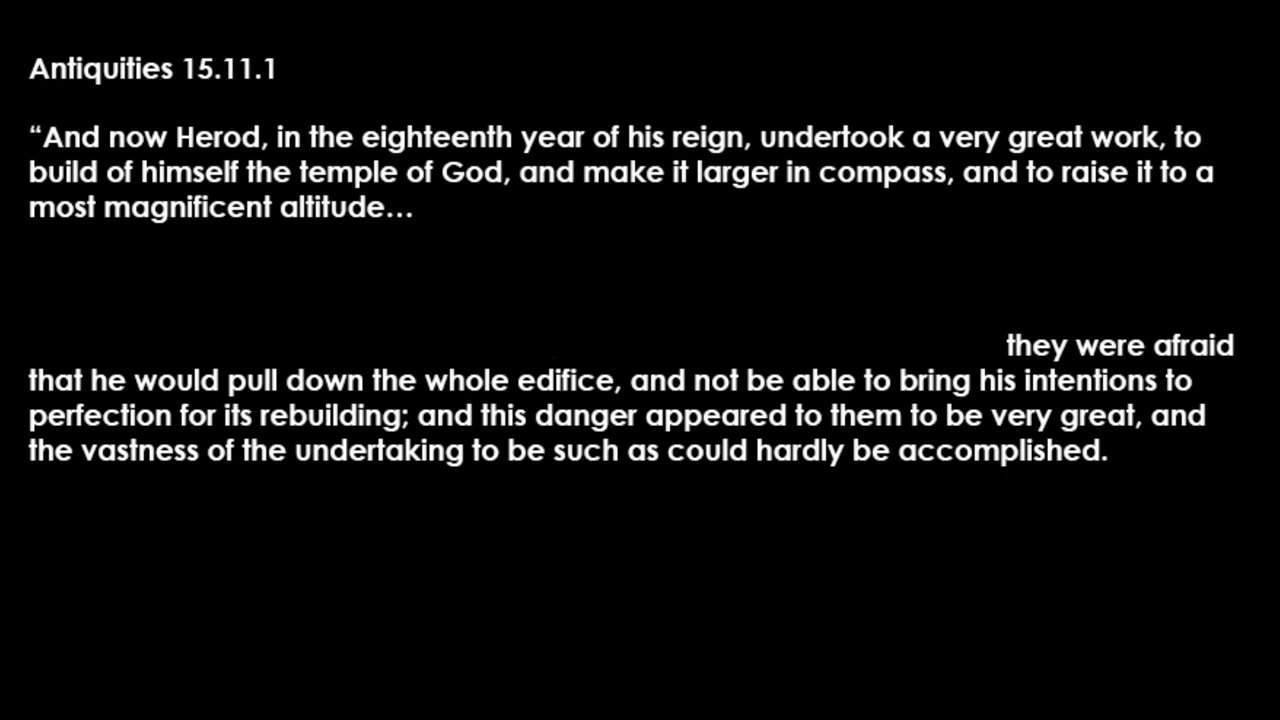 Antiquities 15.11.1
“And now Herod, in the eighteenth year of his reign, undertook a very great work, to
build of himself the temple of God, and make it larger in compass, and to raise it to a
most magnificent altitude…
they were afraid
that he would pull down the whole edifice, and not be able to bring his intentions to
perfection for its rebuilding; and this danger appeared to them to be very great, and
the vastness of the undertaking to be such as could hardly be accomplished.